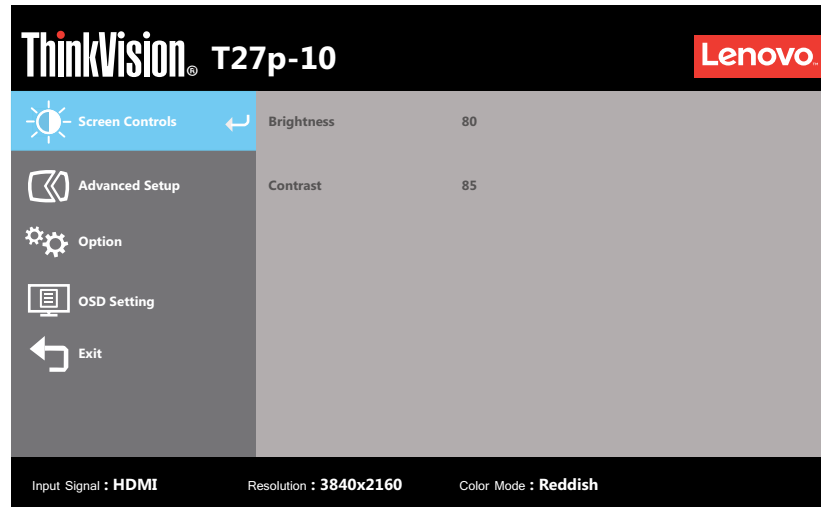 ThinkVision® T27p-10
Lenovo™
Screen Controls Brightness 80
Advanced Setup Contrast 85
Option
OSD Setting
Exit
Input Signal : HDMI Resolution : 3840x2160 Color Mode : Reddish